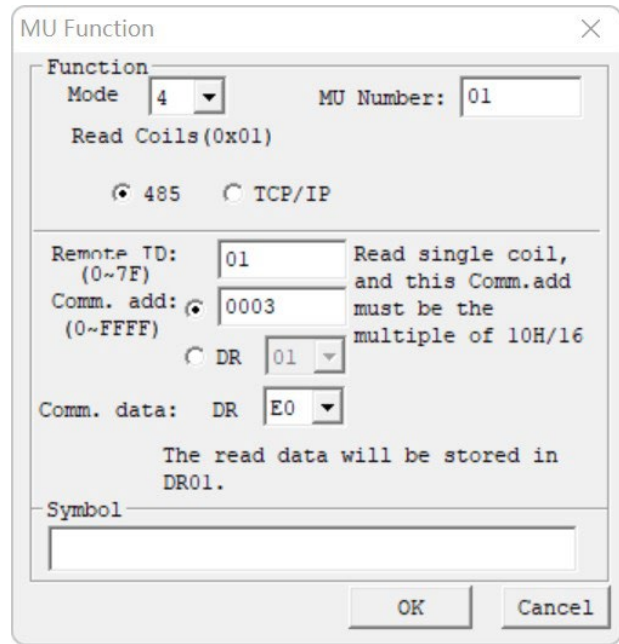 MU Function
Function
Mode 4 MU Number: 01
Read Coils(0x01)
485 TCP/IP
Remote ID: 01
(0~7F)
Comm. add: 0003
(0~FFFF)
Read single coil,
and this Comm.add
must be the
multiple of 10H/16
DR 01
Comm. data: DR E0
The read data will be stored in
DR01.
Symbol
OK Cancel